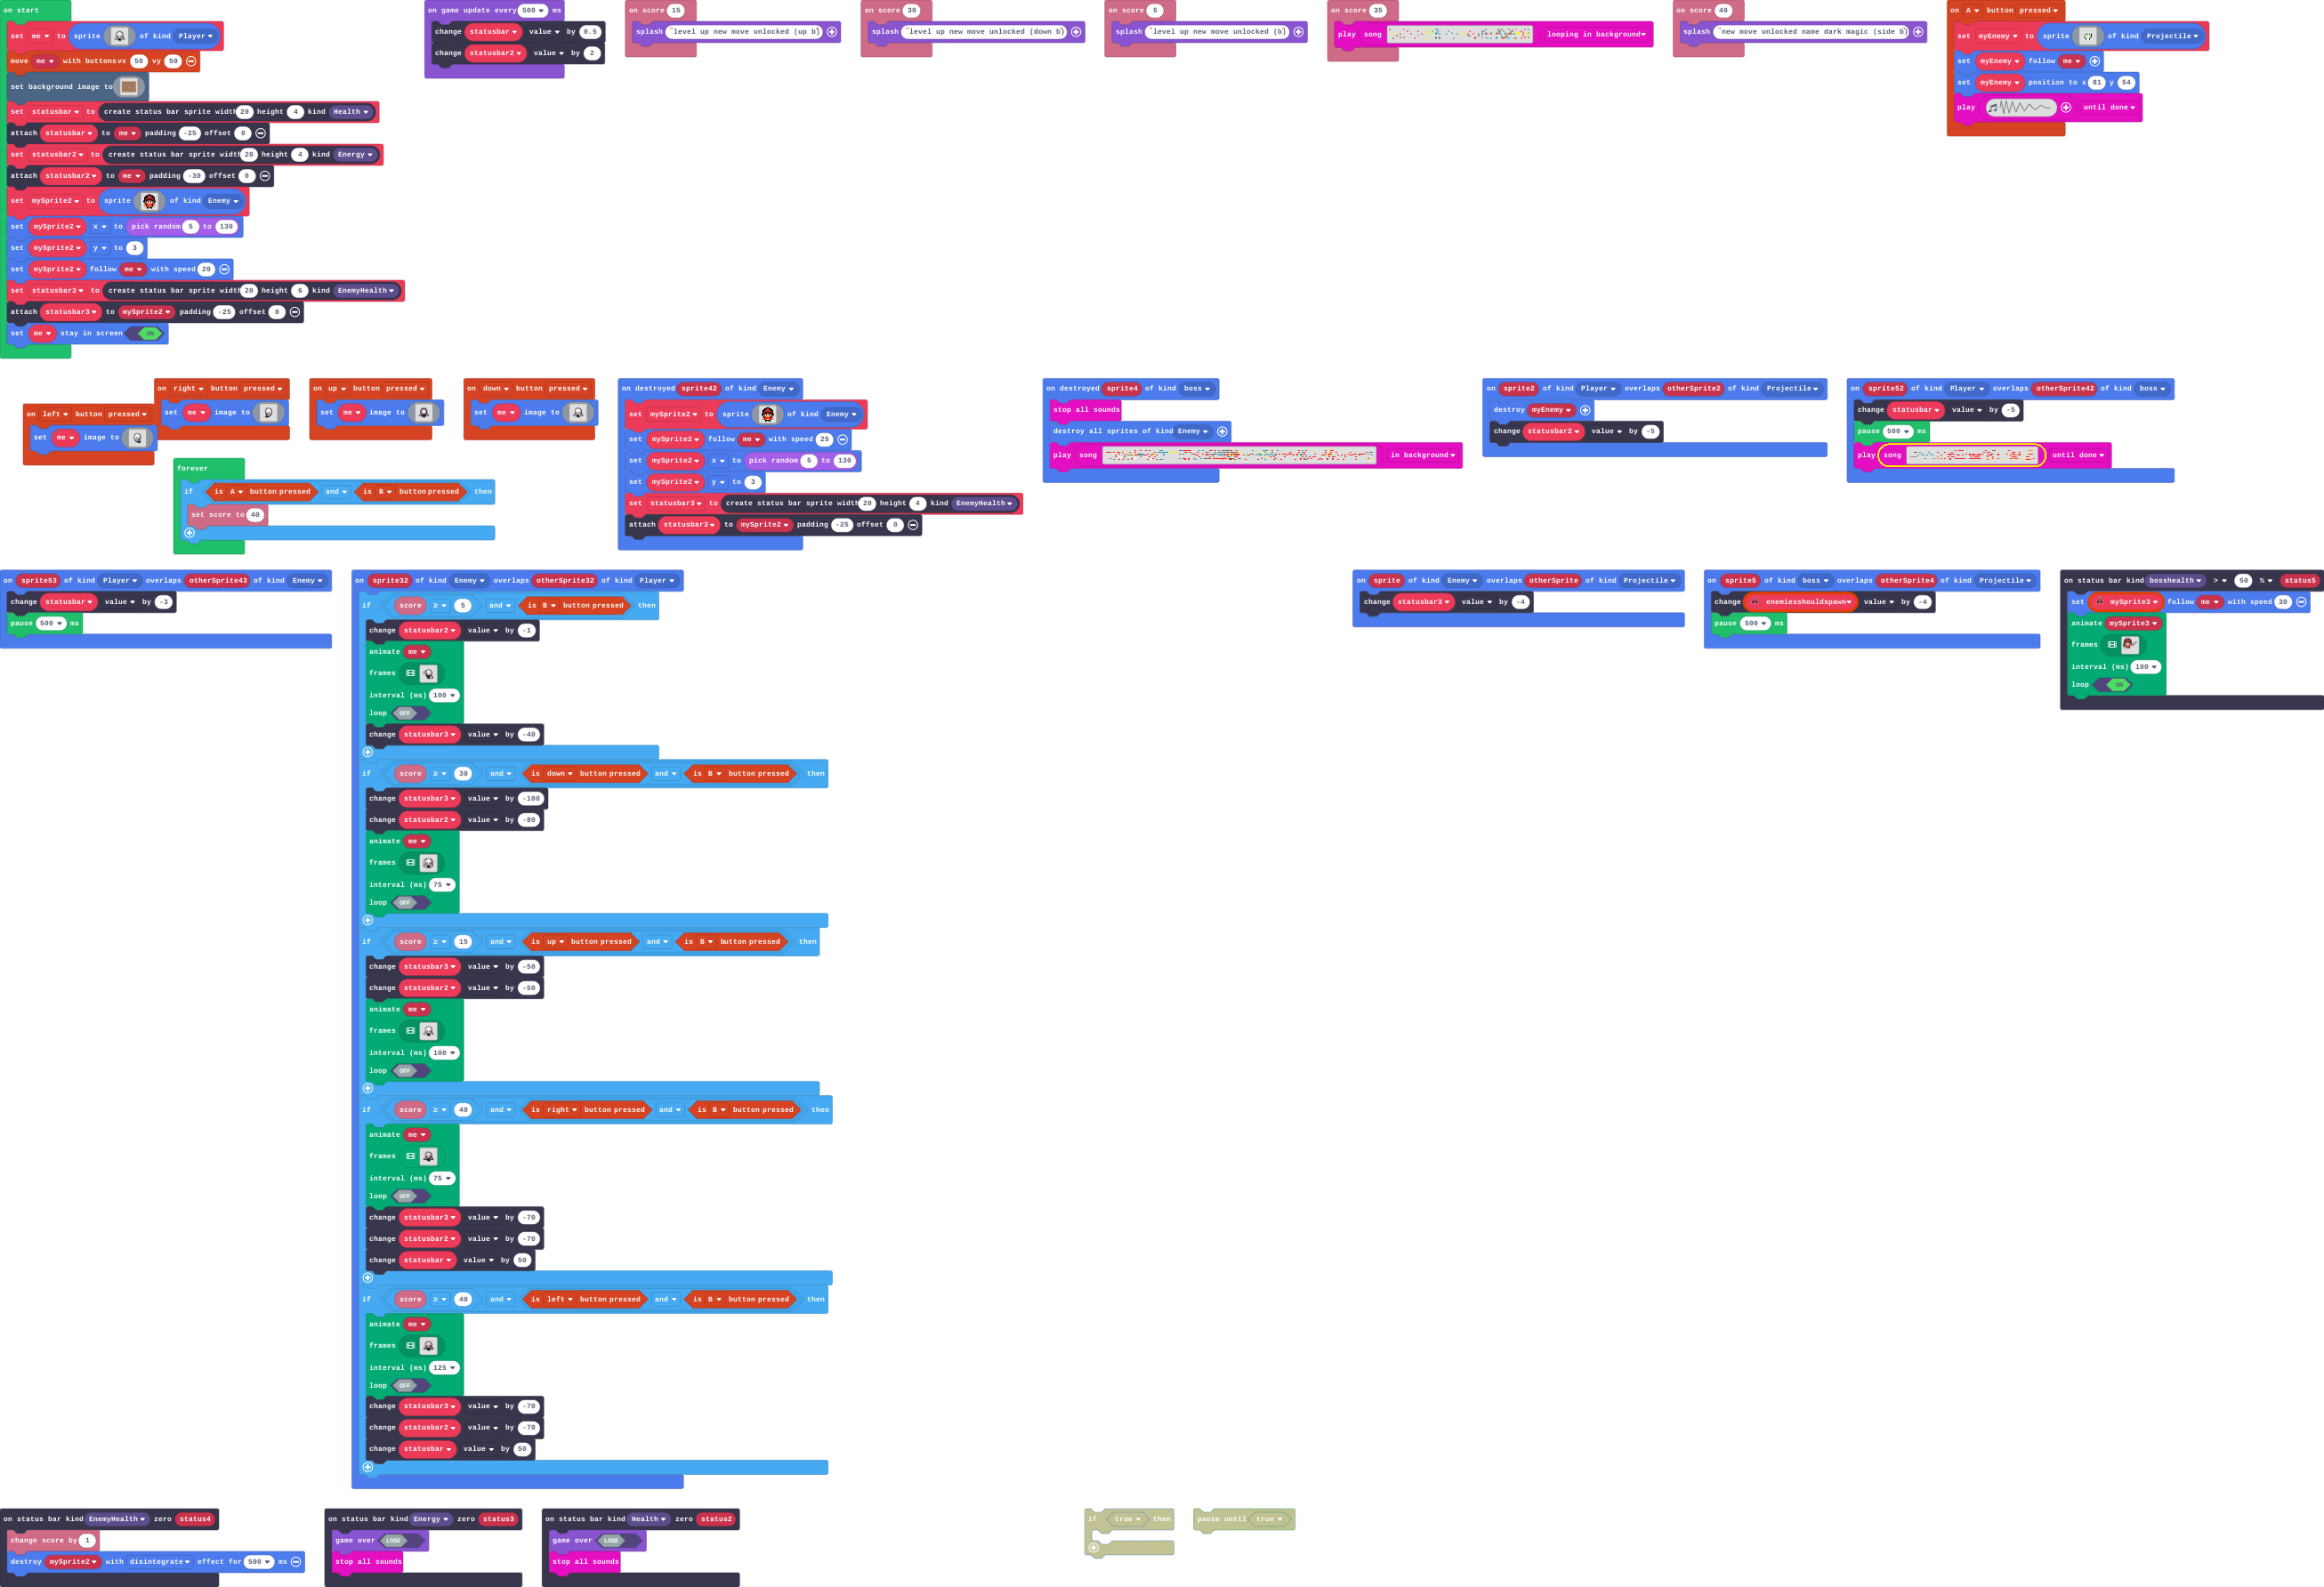 on start
set me to sprite of kind Player
move me with buttons vx 50 vy 50
set background image to
set statusbar to create status bar sprite width 20 height 4 kind Health
attach statusbar to me padding -25 offset 0
set statusbar2 to create status bar sprite width 20 height 4 kind Energy
attach statusbar2 to me padding -30 offset 0
set mySprite2 to sprite of kind Enemy
set mySprite2 x to pick random 5 to 130
set mySprite2 y to 3
set mySprite2 follow me with speed 20
set statusbar3 to create status bar sprite width 20 height 6 kind EnemyHealth
attach statusbar3 to mySprite2 padding -25 offset 0
set me stay in screen ON
on game update every 500 ms
change statusbar value by 0.5
change statusbar2 value by 2
on score 15
splash "level up new move unlocked (up b)
on score 30
splash "level up new move unlocked (down b)
on score 5
splash "level up new move unlocked (b)
on score 35
play song looping in background
on score 40
splash "new move unlocked name dark magic (side b)
on A button pressed
set myEnemy to sprite of kind Projectile
set myEnemy follow me
set myEnemy position to x 81 y 54
play until done
on left button pressed
set me image to
on right button pressed
set me image to
on up button pressed
set me image to
on down button pressed
set me image to
forever
if is A button pressed and is B button pressed then
set score to 40
on destroyed sprite42 of kind Enemy
set mySprite2 to sprite of kind Enemy
set mySprite2 follow me with speed 25
set mySprite2 x to pick random 5 to 130
set mySprite2 y to 3
set statusbar3 to create status bar sprite width 20 height 4 kind EnemyHealth
attach statusbar3 to mySprite2 padding -25 offset 0
on destroyed sprite4 of kind boss
stop all sounds
destroy all sprites of kind Enemy
play song in background
on sprite2 of kind Player overlaps otherSprite2 of kind Projectile
destroy myEnemy
change statusbar2 value by -5
on sprite52 of kind Player overlaps otherSprite42 of kind boss
change statusbar value by -5
pause 500 ms
play song until done
on sprite53 of kind Player overlaps otherSprite43 of kind Enemy
change statusbar value by -3
pause 500 ms
on sprite32 of kind Enemy overlaps otherSprite32 of kind Player
if score ≥ 5 and is B button pressed then
change statusbar2 value by -1
animate me
frames
interval (ms) 100
loop OFF
change statusbar3 value by -40
if score ≥ 30 and is down button pressed and is B button pressed then
change statusbar3 value by -100
change statusbar2 value by -80
animate me
frames
interval (ms) 75
loop OFF
if score ≥ 15 and is up button pressed and is B button pressed then
change statusbar3 value by -50
change statusbar2 value by -50
animate me
frames
interval (ms) 100
loop OFF
if score ≥ 40 and is right button pressed and is B button pressed then
animate me
frames
interval (ms) 75
loop OFF
change statusbar3 value by -70
change statusbar2 value by -70
change statusbar value by 50
if score ≥ 40 and is left button pressed and is B button pressed then
animate me
frames
interval (ms) 125
loop OFF
change statusbar3 value by -70
change statusbar2 value by -70
change statusbar value by 50
on sprite of kind Enemy overlaps otherSprite of kind Projectile
change statusbar3 value by -4
on sprite5 of kind boss overlaps otherSprite4 of kind Projectile
change enemiesshouldspawn value by -4
pause 500 ms
on status bar kind bosshealth > 50 % status5
set mySprite3 follow me with speed 30
animate mySprite3
frames
interval (ms) 100
loop ON
on status bar kind EnemyHealth zero status4
change score by 1
destroy mySprite2 with disintegrate effect for 500 ms
on status bar kind Energy zero status3
game over LOSE
stop all sounds
on status bar kind Health zero status2
game over LOSE
stop all sounds
if true then
pause until true